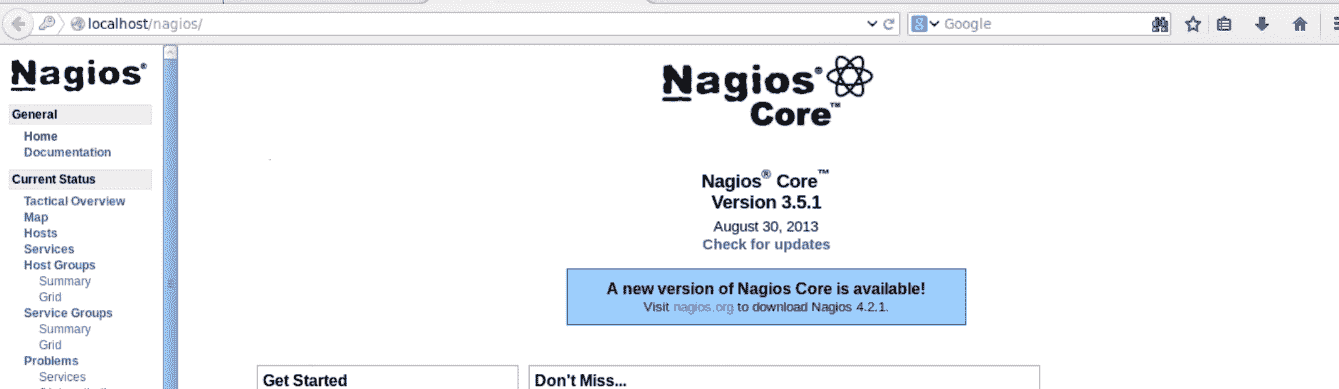 localhost/nagios/
Google
Nagios®
General
Home
Documentation
Current Status
Tactical Overview
Map
Hosts
Services
Host Groups
Summary
Grid
Service Groups
Summary
Grid
Problems
Services
Nagios®
Core™
Nagios® Core™
Version 3.5.1
August 30, 2013
Check for updates
A new version of Nagios Core is available!
Visit nagios.org to download Nagios 4.2.1.
Get Started
Don't Miss...